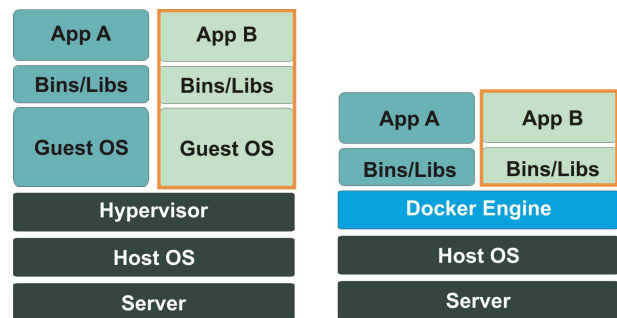 App A
App B
Bins/Libs
Bins/Libs
Guest OS
Guest OS
Hypervisor
Host OS
Server
App A
App B
Bins/Libs
Bins/Libs
Docker Engine
Host OS
Server